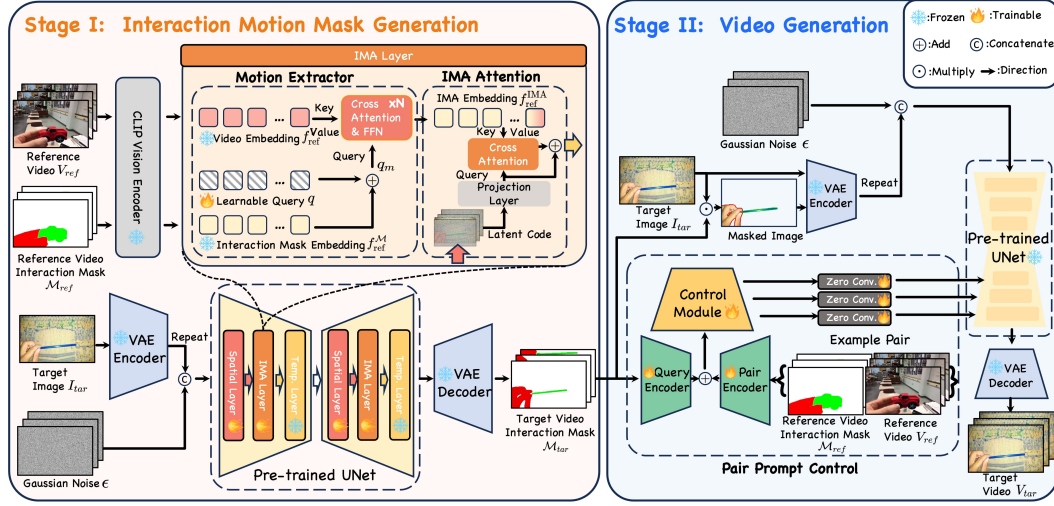 Stage I: Interaction Motion Mask Generation
IMA Layer
Motion Extractor
IMA Attention
Reference
Video V_ref
Reference Video
Interaction Mask
M_ref
CLIP Vision Encoder
Key
Value
Video Embedding f_ref
Cross xN
Attention
& FFN
Query
q_m
Learnable Query q
Interaction Mask Embedding f_ref^M
IMA Embedding f_ref^IMA
Key Value
Cross
Attention
Query
Projection
Layer
Latent Code
Target
Image I_tar
VAE
Encoder
Repeat
C
Gaussian Noise ϵ
Spatial Layer
IMA Layer
Temp. Layer
Spatial Layer
IMA Layer
Temp. Layer
Pre-trained UNet
VAE
Decoder
Target Video
Interaction Mask
M_tar
Stage II: Video Generation
:Frozen
:Trainable
:Add
C :Concatenate
:Multiply
:Direction
Gaussian Noise ϵ
C
Target
Image I_tar
Masked Image
VAE
Encoder
Repeat
Pre-trained
UNet
Control
Module
Zero Conv.
Zero Conv.
Zero Conv.
Example Pair
Query
Encoder
Pair
Encoder
Reference Video
Interaction Mask
M_ref
Reference
Video V_ref
Pair Prompt Control
VAE
Decoder
Target
Video V_tar